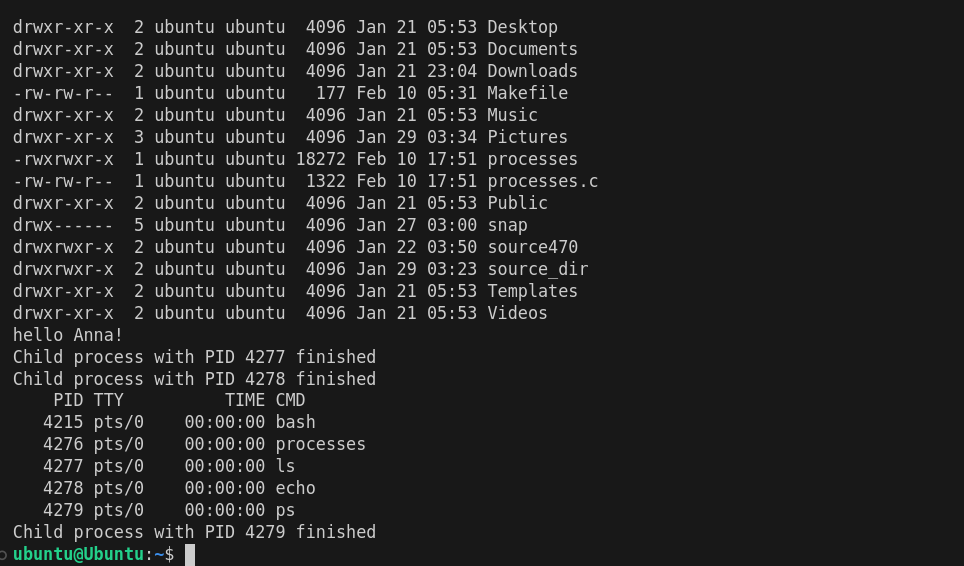 drwxr-xr-x  2 ubuntu ubuntu  4096 Jan 21 05:53 Desktop
drwxr-xr-x  2 ubuntu ubuntu  4096 Jan 21 05:53 Documents
drwxr-xr-x  2 ubuntu ubuntu  4096 Jan 21 23:04 Downloads
-rw-rw-r--  1 ubuntu ubuntu   177 Feb 10 05:31 Makefile
drwxr-xr-x  2 ubuntu ubuntu  4096 Jan 21 05:53 Music
drwxr-xr-x  3 ubuntu ubuntu  4096 Jan 29 03:34 Pictures
-rwxrwxr-x  1 ubuntu ubuntu 18272 Feb 10 17:51 processes
-rw-rw-r--  1 ubuntu ubuntu  1322 Feb 10 17:51 processes.c
drwxr-xr-x  2 ubuntu ubuntu  4096 Jan 21 05:53 Public
drwx------  5 ubuntu ubuntu  4096 Jan 27 03:00 snap
drwxrwxr-x  2 ubuntu ubuntu  4096 Jan 22 03:50 source470
drwxrwxr-x  2 ubuntu ubuntu  4096 Jan 29 03:23 source_dir
drwxr-xr-x  2 ubuntu ubuntu  4096 Jan 21 05:53 Templates
drwxr-xr-x  2 ubuntu ubuntu  4096 Jan 21 05:53 Videos
hello Anna!
Child process with PID 4277 finished
Child process with PID 4278 finished
    PID TTY          TIME CMD
   4215 pts/0    00:00:00 bash
   4276 pts/0    00:00:00 processes
   4277 pts/0    00:00:00 ls
   4278 pts/0    00:00:00 echo
   4279 pts/0    00:00:00 ps
Child process with PID 4279 finished
ubuntu@Ubuntu:~$